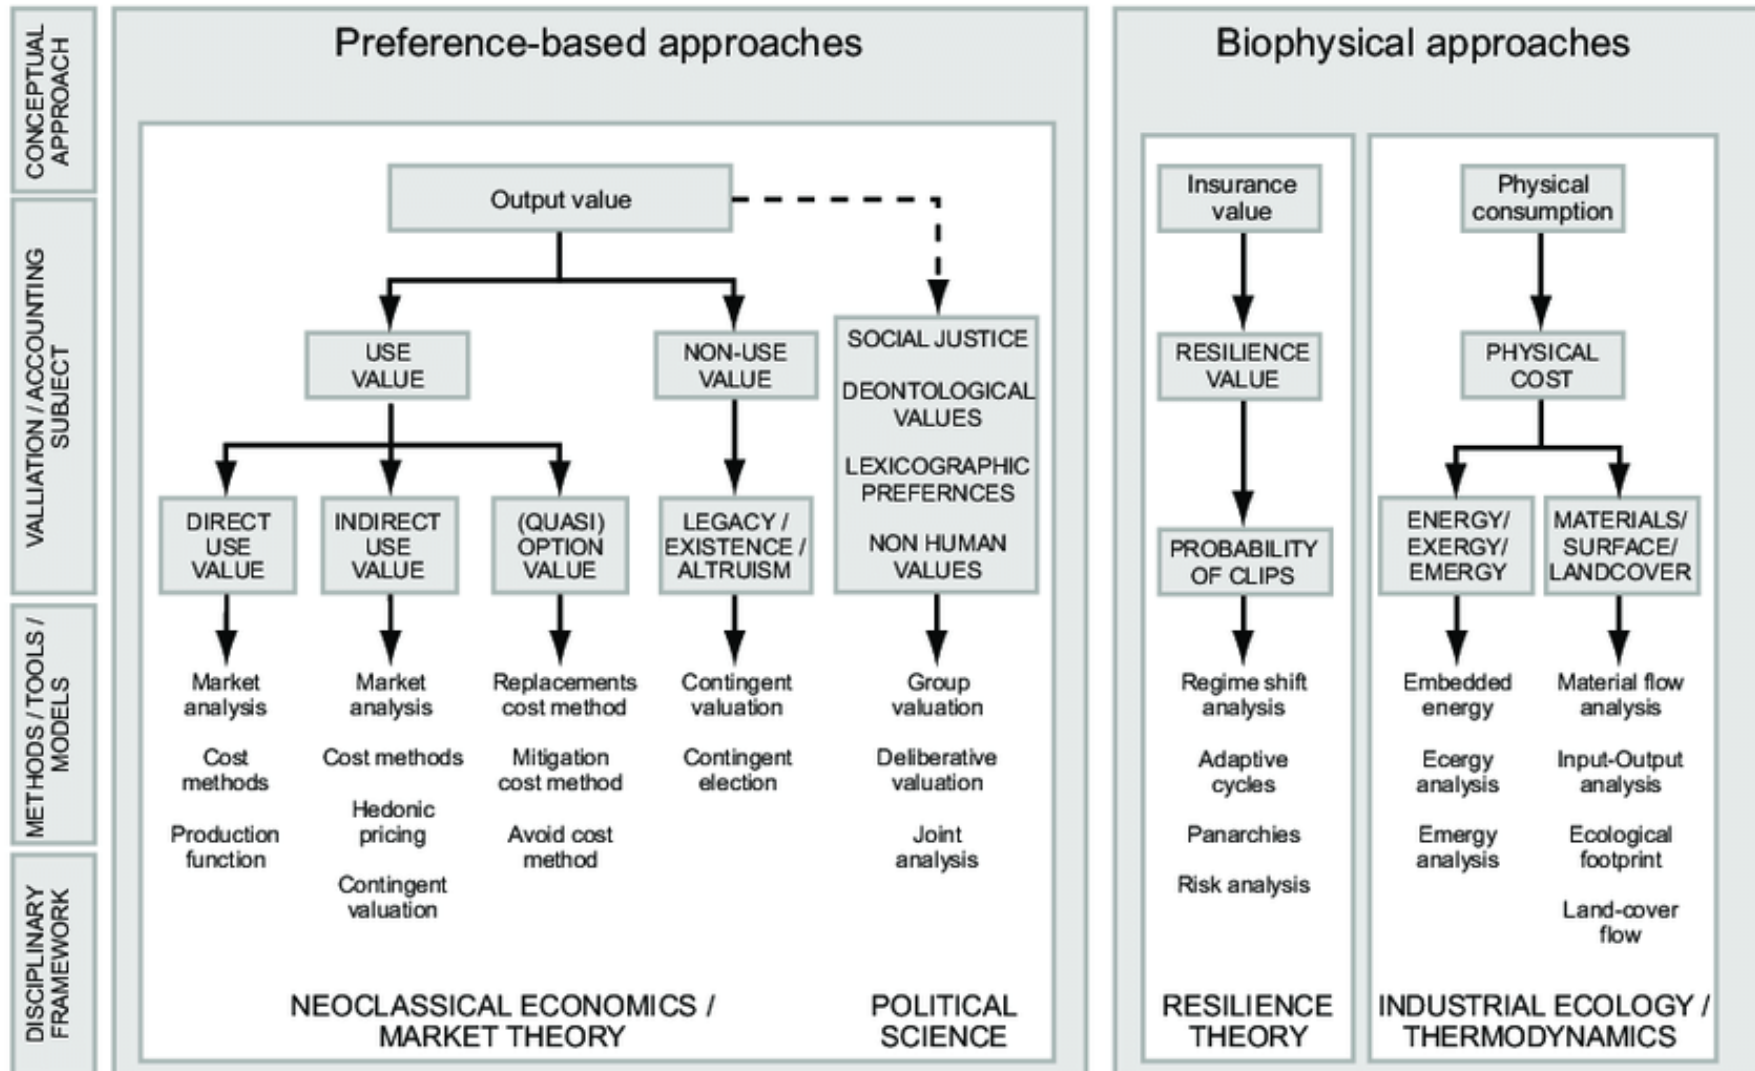 CONCEPTUAL
APPROACH
VALLIATION / ACCOUNTING
SUBJECT
METHODS / TOOLS /
MODELS
DISCIPLINARY
FRAMEWORK
Preference-based approaches
Output value
USE
VALUE
NON-USE
VALUE
SOCIAL JUSTICE
DEONTOLOGICAL
VALUES
LEXICOGRAPHIC
PREFERNCES
NON HUMAN
VALUES
DIRECT
USE
VALUE
INDIRECT
USE
VALUE
(QUASI)
OPTION
VALUE
LEGACY /
EXISTENCE /
ALTRUISM
Market
analysis
Cost
methods
Production
function
Market
analysis
Cost methods
Hedonic
pricing
Contingent
valuation
Replacements
cost method
Mitigation
cost method
Avoid cost
method
Contingent
valuation
Contingent
election
Group
valuation
Deliberative
valuation
Joint
analysis
NEOCLASSICAL ECONOMICS /
MARKET THEORY
POLITICAL
SCIENCE
Biophysical approaches
Insurance
value
RESILIENCE
VALUE
PROBABILITY
OF CLIPS
Regime shift
analysis
Adaptive
cycles
Panarchies
Risk analysis
RESILIENCE
THEORY
Physical
consumption
PHYSICAL
COST
ENERGY/
EXERGY/
EMERGY
MATERIALS/
SURFACE/
LANDCOVER
Embedded
energy
Ecergy
analysis
Emergy
analysis
Material flow
analysis
Input-Output
analysis
Ecological
footprint
Land-cover
flow
INDUSTRIAL ECOLOGY /
THERMODYNAMICS